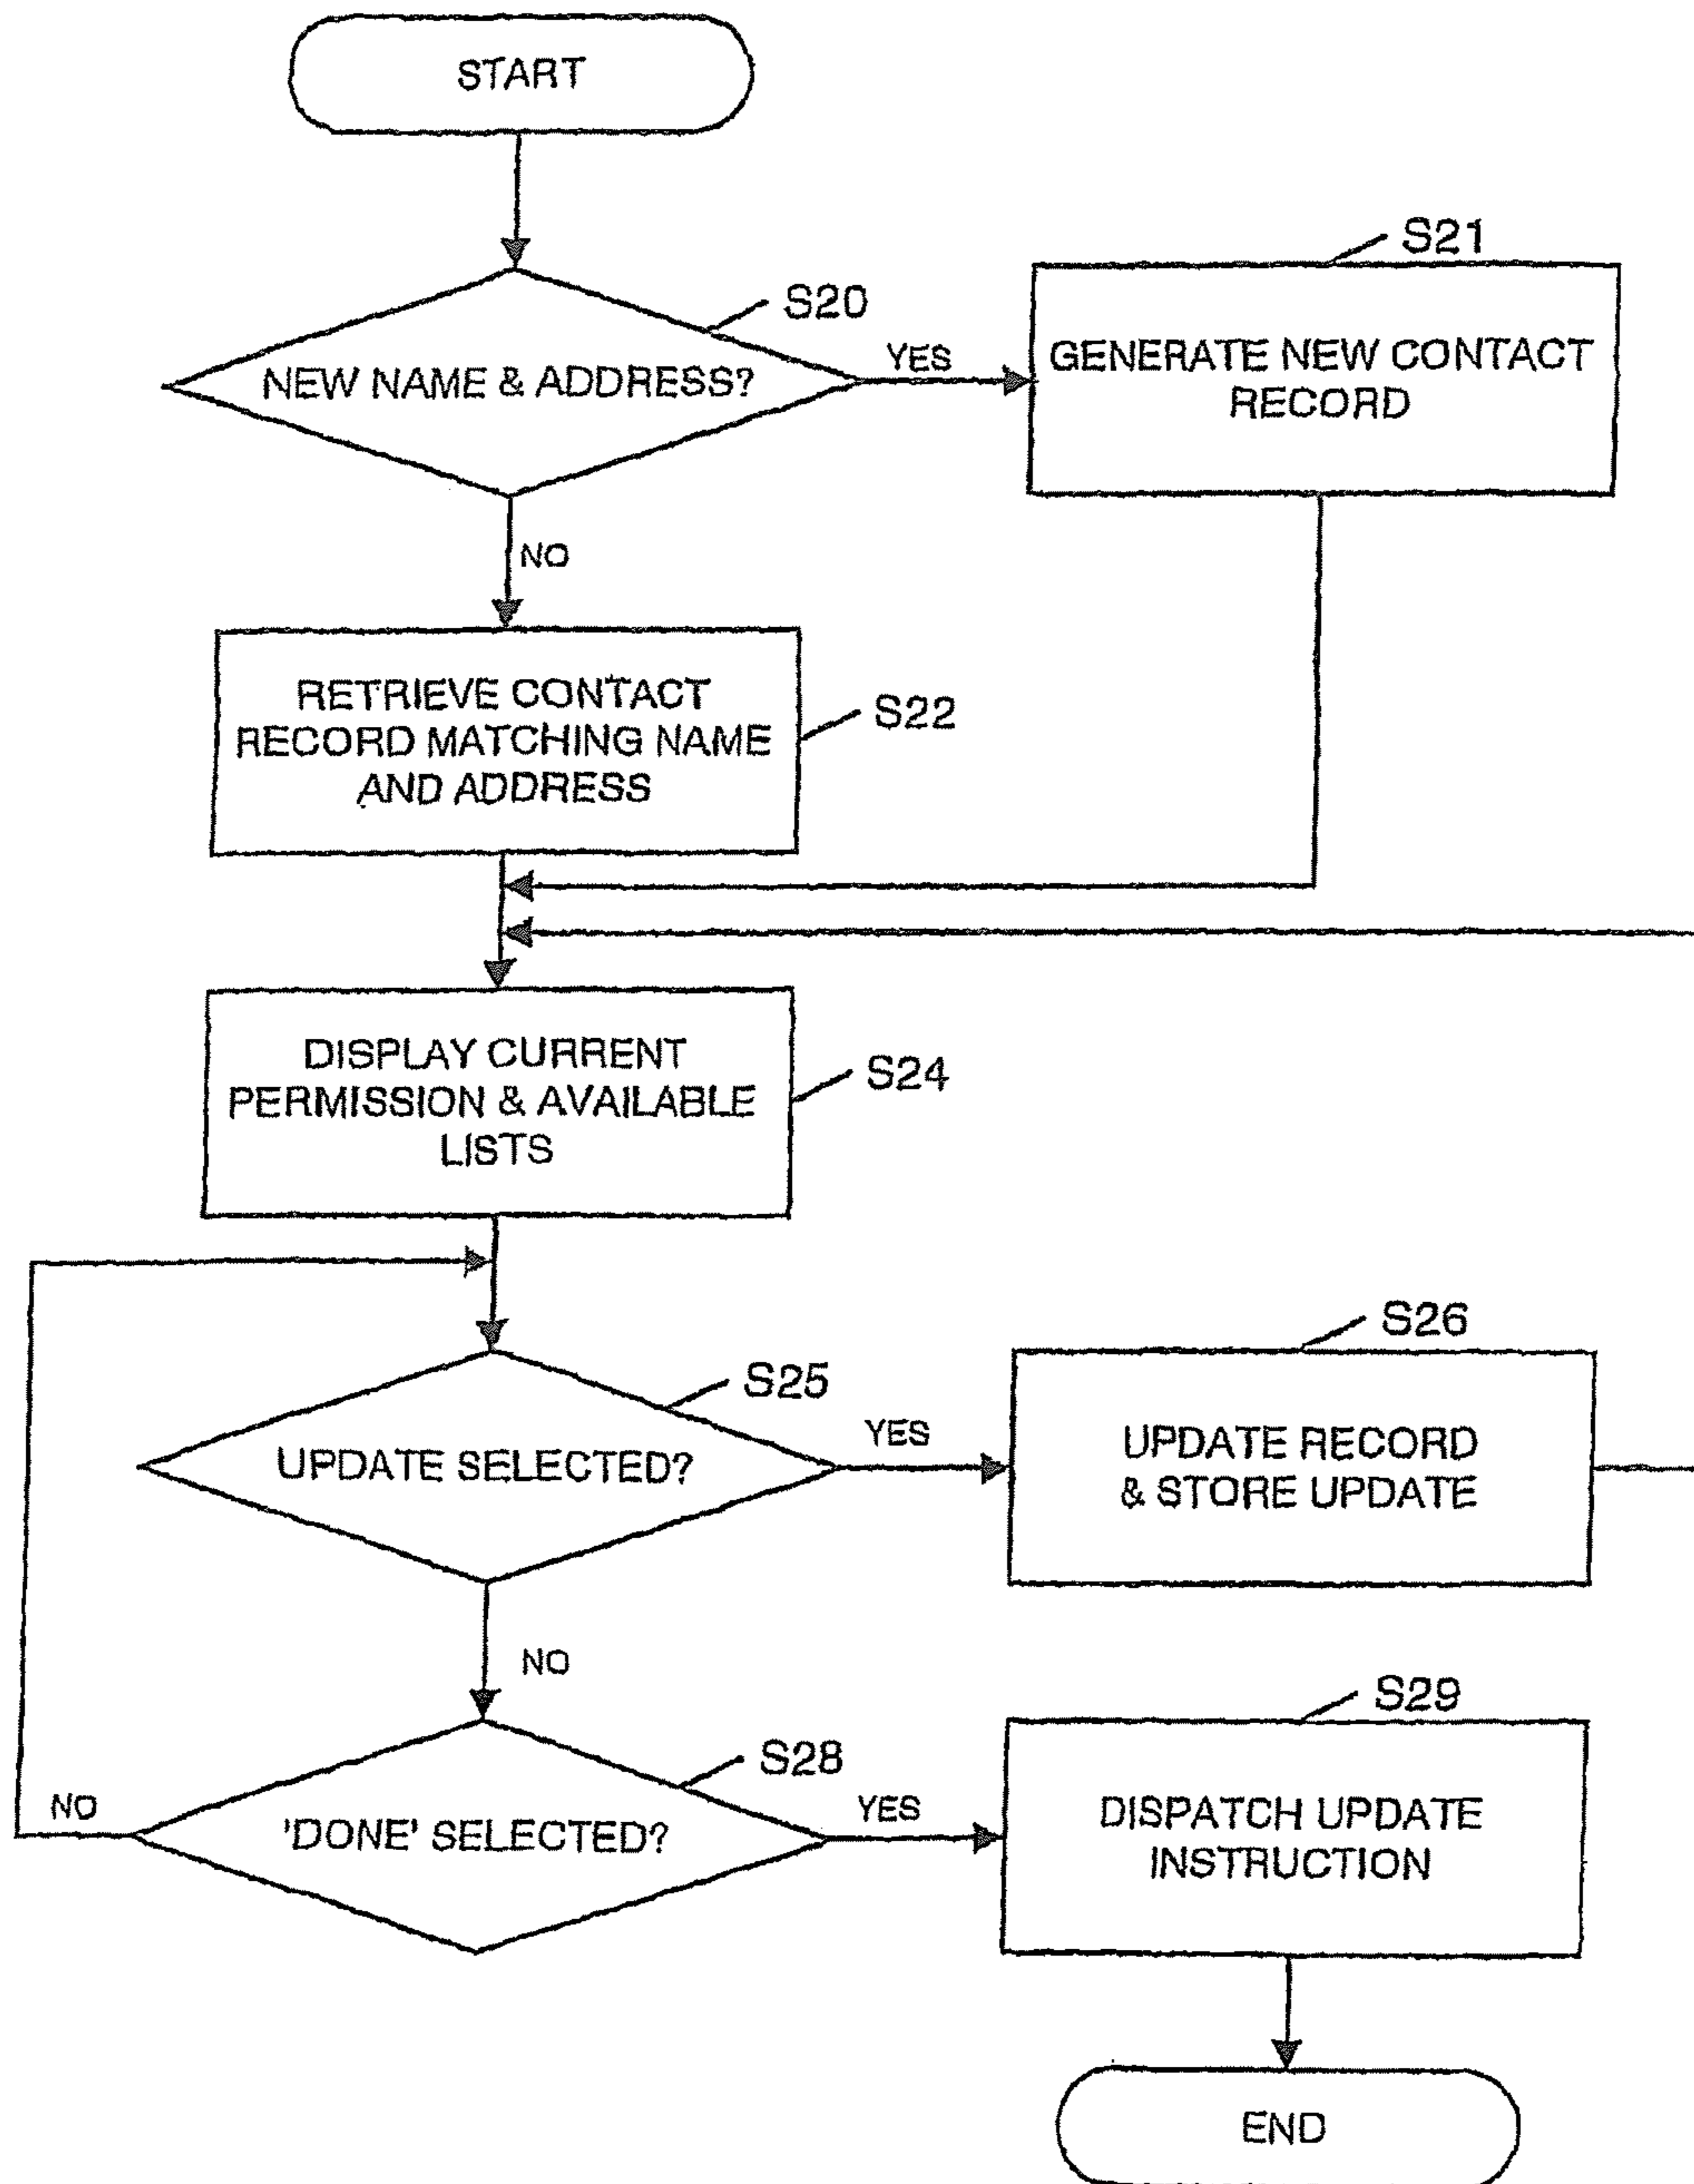 START
S20
NEW NAME & ADDRESS?
YES
S21
GENERATE NEW CONTACT
RECORD
NO
RETRIEVE CONTACT
RECORD MATCHING NAME
AND ADDRESS
S22
DISPLAY CURRENT
PERMISSION & AVAILABLE
LISTS
S24
S25
UPDATE SELECTED?
YES
S26
UPDATE RECORD
& STORE UPDATE
NO
S28
'DONE' SELECTED?
NO
YES
S29
DISPATCH UPDATE
INSTRUCTION
END